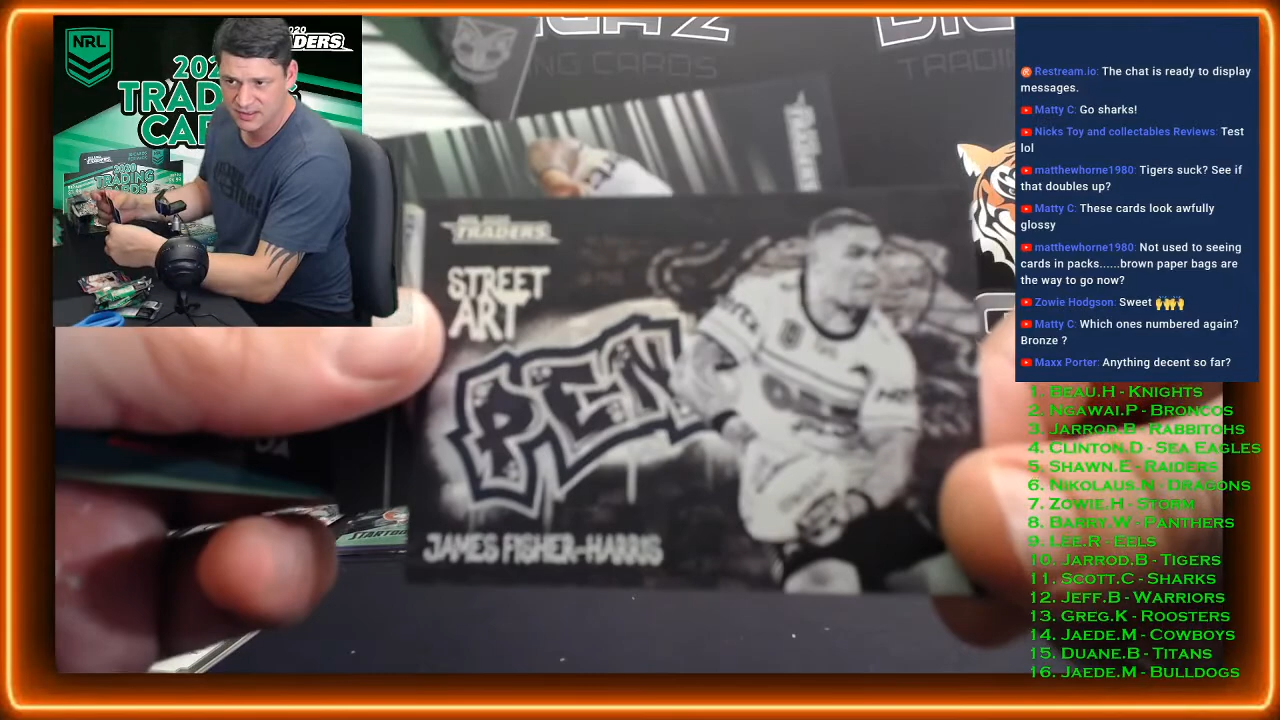 NRL
2020
TRADERS
TRADING CARDS
TRADING CARDS
NRL 2020
TRADERS
STREET
ART
PEN
JAMES FISHER-HARRIS
Restream.io: The chat is ready to display
messages.
Matty C: Go sharks!
Nicks Toy and collectables Reviews: Test
lol
matthewhorne1980: Tigers suck? See if
that doubles up?
Matty C: These cards look awfully
glossy
matthewhorne1980: Not used to seeing
cards in packs......brown paper bags are
the way to go now?
Zowie Hodgson: Sweet 🙌🙌
Matty C: Which ones numbered again?
Bronze ?
Maxx Porter: Anything decent so far?
1. Beau.H - Knights
2. Ngawai.P - Broncos
3. Jarrod.B - Rabbitohs
4. Clinton.D - Sea Eagles
5. Shawn.E - Raiders
6. Nikolaus.N - Dragons
7. Zowie.H - Storm
8. Barry.W - Panthers
9. Lee.R - Eels
10. Jarrod.B - Tigers
11. Scott.C - Sharks
12. Jeff.B - Warriors
13. Greg.K - Roosters
14. Jaede.M - Cowboys
15. Duane.B - Titans
16. Jaede.M - Bulldogs